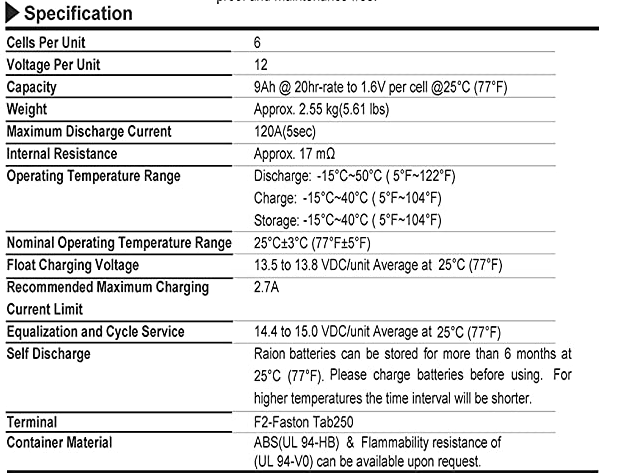 proof and maintenance free.
Specification
Cells Per Unit 6
Voltage Per Unit 12
Capacity 9Ah @ 20hr-rate to 1.6V per cell @25°C (77°F)
Weight Approx. 2.55 kg(5.61 lbs)
Maximum Discharge Current 120A(5sec)
Internal Resistance Approx. 17 mΩ
Operating Temperature Range Discharge: -15°C~50°C ( 5°F~122°F)
Charge: -15°C~40°C ( 5°F~104°F)
Storage: -15°C~40°C ( 5°F~104°F)
Nominal Operating Temperature Range 25°C±3°C (77°F±5°F)
Float Charging Voltage 13.5 to 13.8 VDC/unit Average at 25°C (77°F)
Recommended Maximum Charging 2.7A
Current Limit
Equalization and Cycle Service 14.4 to 15.0 VDC/unit Average at 25°C (77°F)
Self Discharge Raion batteries can be stored for more than 6 months at
25°C (77°F). Please charge batteries before using. For
higher temperatures the time interval will be shorter.
Terminal F2-Faston Tab250
Container Material ABS(UL 94-HB) & Flammability resistance of
(UL 94-V0) can be available upon request.